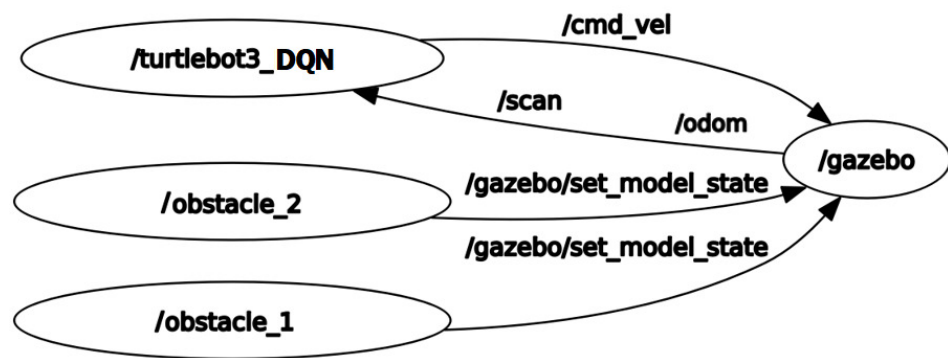 /cmd_vel
/turtlebot3_DQN
/scan
/odom
/gazebo
/gazebo/set_model_state
/obstacle_2
/gazebo/set_model_state
/obstacle_1